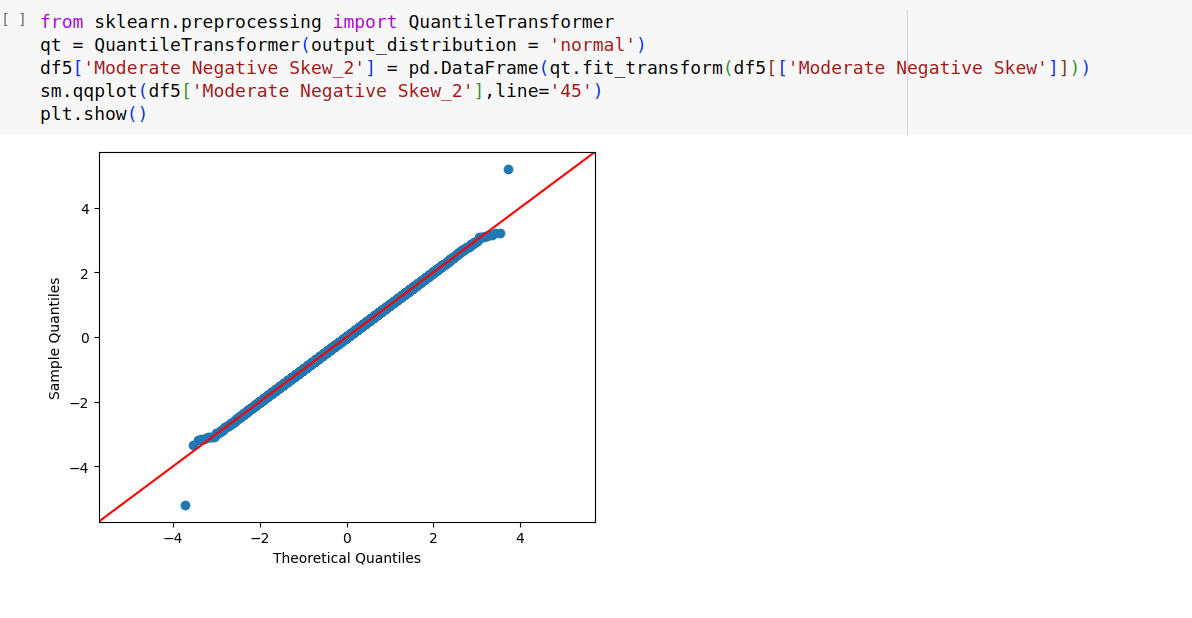 [ ] from sklearn.preprocessing import QuantileTransformer
qt = QuantileTransformer(output_distribution = 'normal')
df5['Moderate Negative Skew_2'] = pd.DataFrame(qt.fit_transform(df5[['Moderate Negative Skew']]))
sm.qqplot(df5['Moderate Negative Skew_2'],line='45')
plt.show()
4
2
0
−2
−4
Sample Quantiles
−4 −2 0 2 4
Theoretical Quantiles